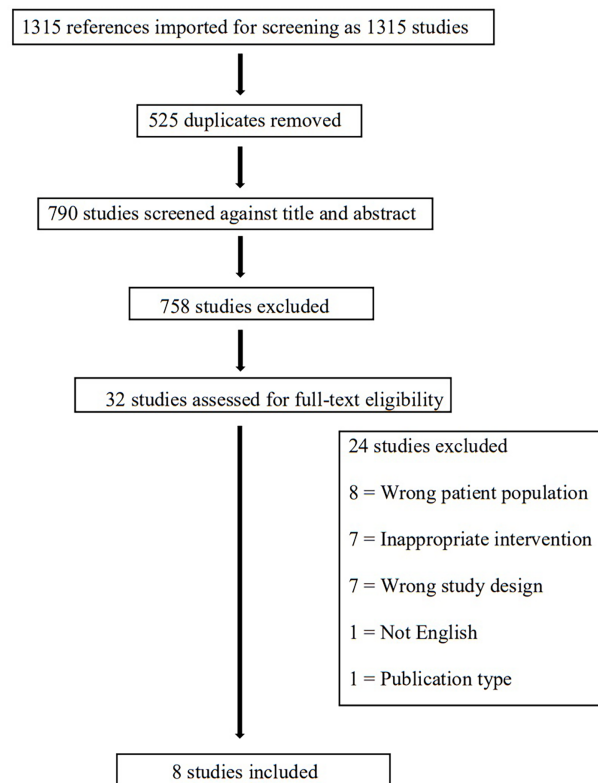 1315 references imported for screening as 1315 studies
525 duplicates removed
790 studies screened against title and abstract
758 studies excluded
32 studies assessed for full-text eligibility
24 studies excluded
8 = Wrong patient population
7 = Inappropriate intervention
7 = Wrong study design
1 = Not English
1 = Publication type
8 studies included